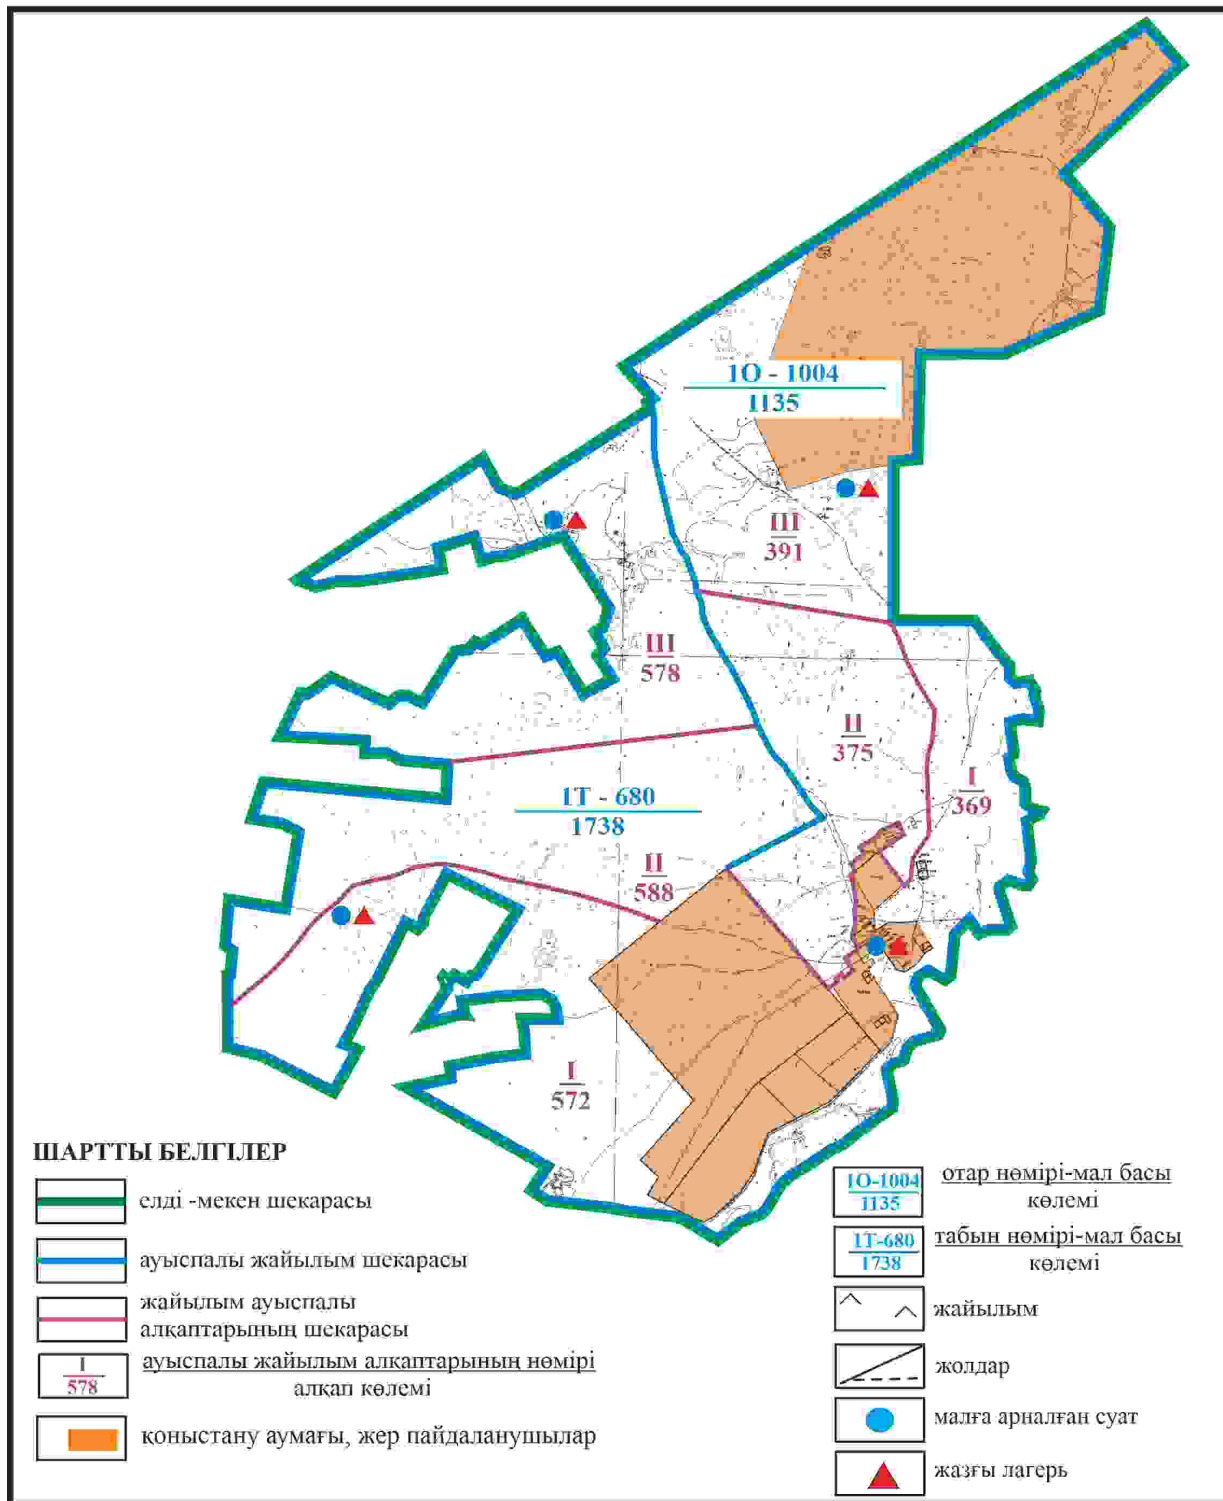 1О - 1004
1135
III
391
III
578
II
375
I
369
1Т - 680
1738
II
588
I
572
ШАРТТЫ БЕЛГІЛЕР
елді -мекен шекарасы
ауыспалы жайылым шекарасы
жайылым ауыспалы
алқаптарының шекарасы
I
578
ауыспалы жайылым алқаптарының нөмірі
алқап көлемі
қоныстану аумағы, жер пайдаланушылар
1О-1004
1135
отар нөмірі-мал басы
көлемі
1Т-680
1738
табын нөмірі-мал басы
көлемі
жайылым
жолдар
малға арналған суат
жазғы лагерь